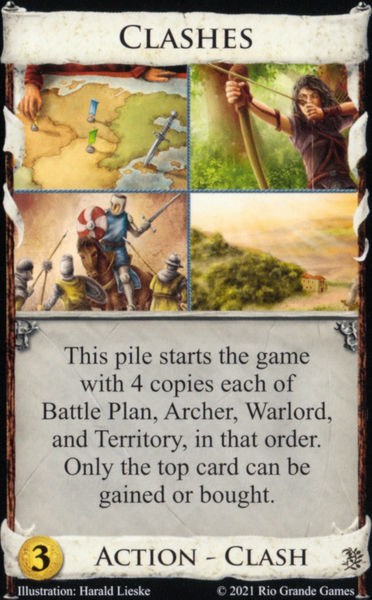 CLASHES
This pile starts the game
with 4 copies each of
Battle Plan, Archer, Warlord,
and Territory, in that order.
Only the top card can be
gained or bought.
3
ACTION - CLASH
Illustration: Harald Lieske © 2021 Rio Grande Games